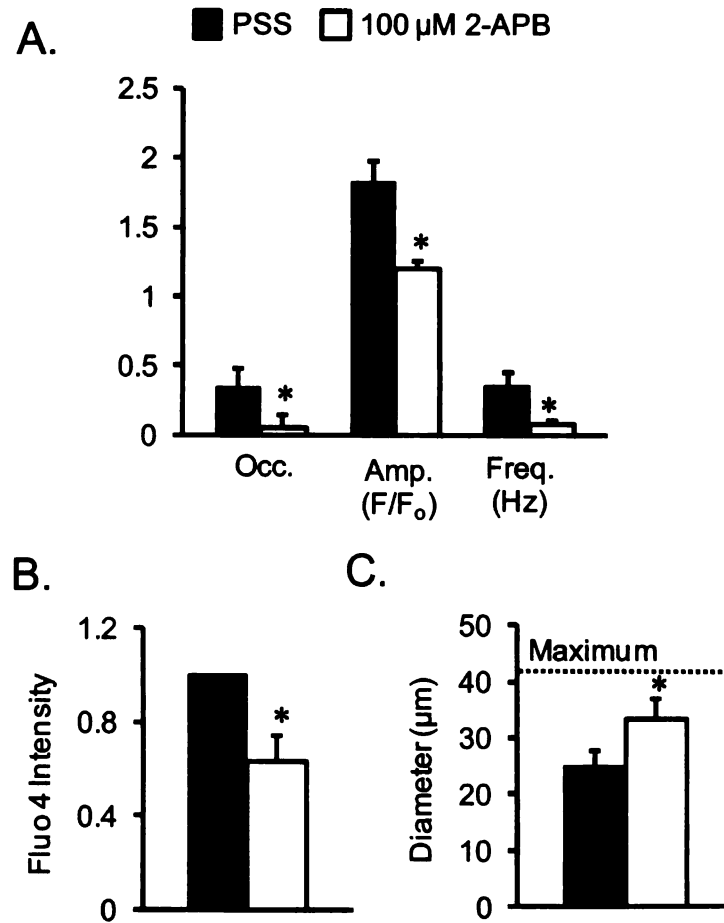 PSS 100 µM 2-APB
A.
2.5
2
1.5
1
0.5
0
*
*
*
Occ. Amp. Freq.
(F/Fo) (Hz)
B.
1.2
0.8
0.4
0
Fluo 4 Intensity
*
C.
50
40
30
20
10
0
Diameter (µm)
Maximum
*